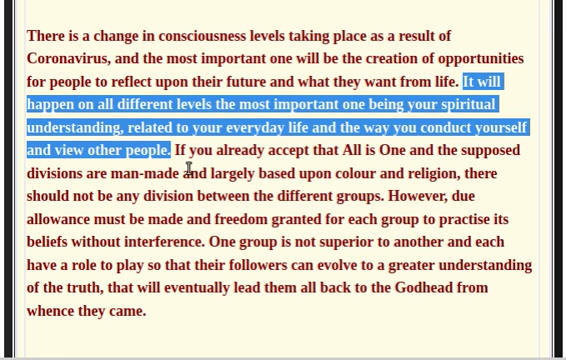 There is a change in consciousness levels taking place as a result of
Coronavirus, and the most important one will be the creation of opportunities
for people to reflect upon their future and what they want from life. It will
happen on all different levels the most important one being your spiritual
understanding, related to your everyday life and the way you conduct yourself
and view other people. If you already accept that All is One and the supposed
divisions are man-made and largely based upon colour and religion, there
should not be any division between the different groups. However, due
allowance must be made and freedom granted for each group to practise its
beliefs without interference. One group is not superior to another and each
have a role to play so that their followers can evolve to a greater understanding
of the truth, that will eventually lead them all back to the Godhead from
whence they came.